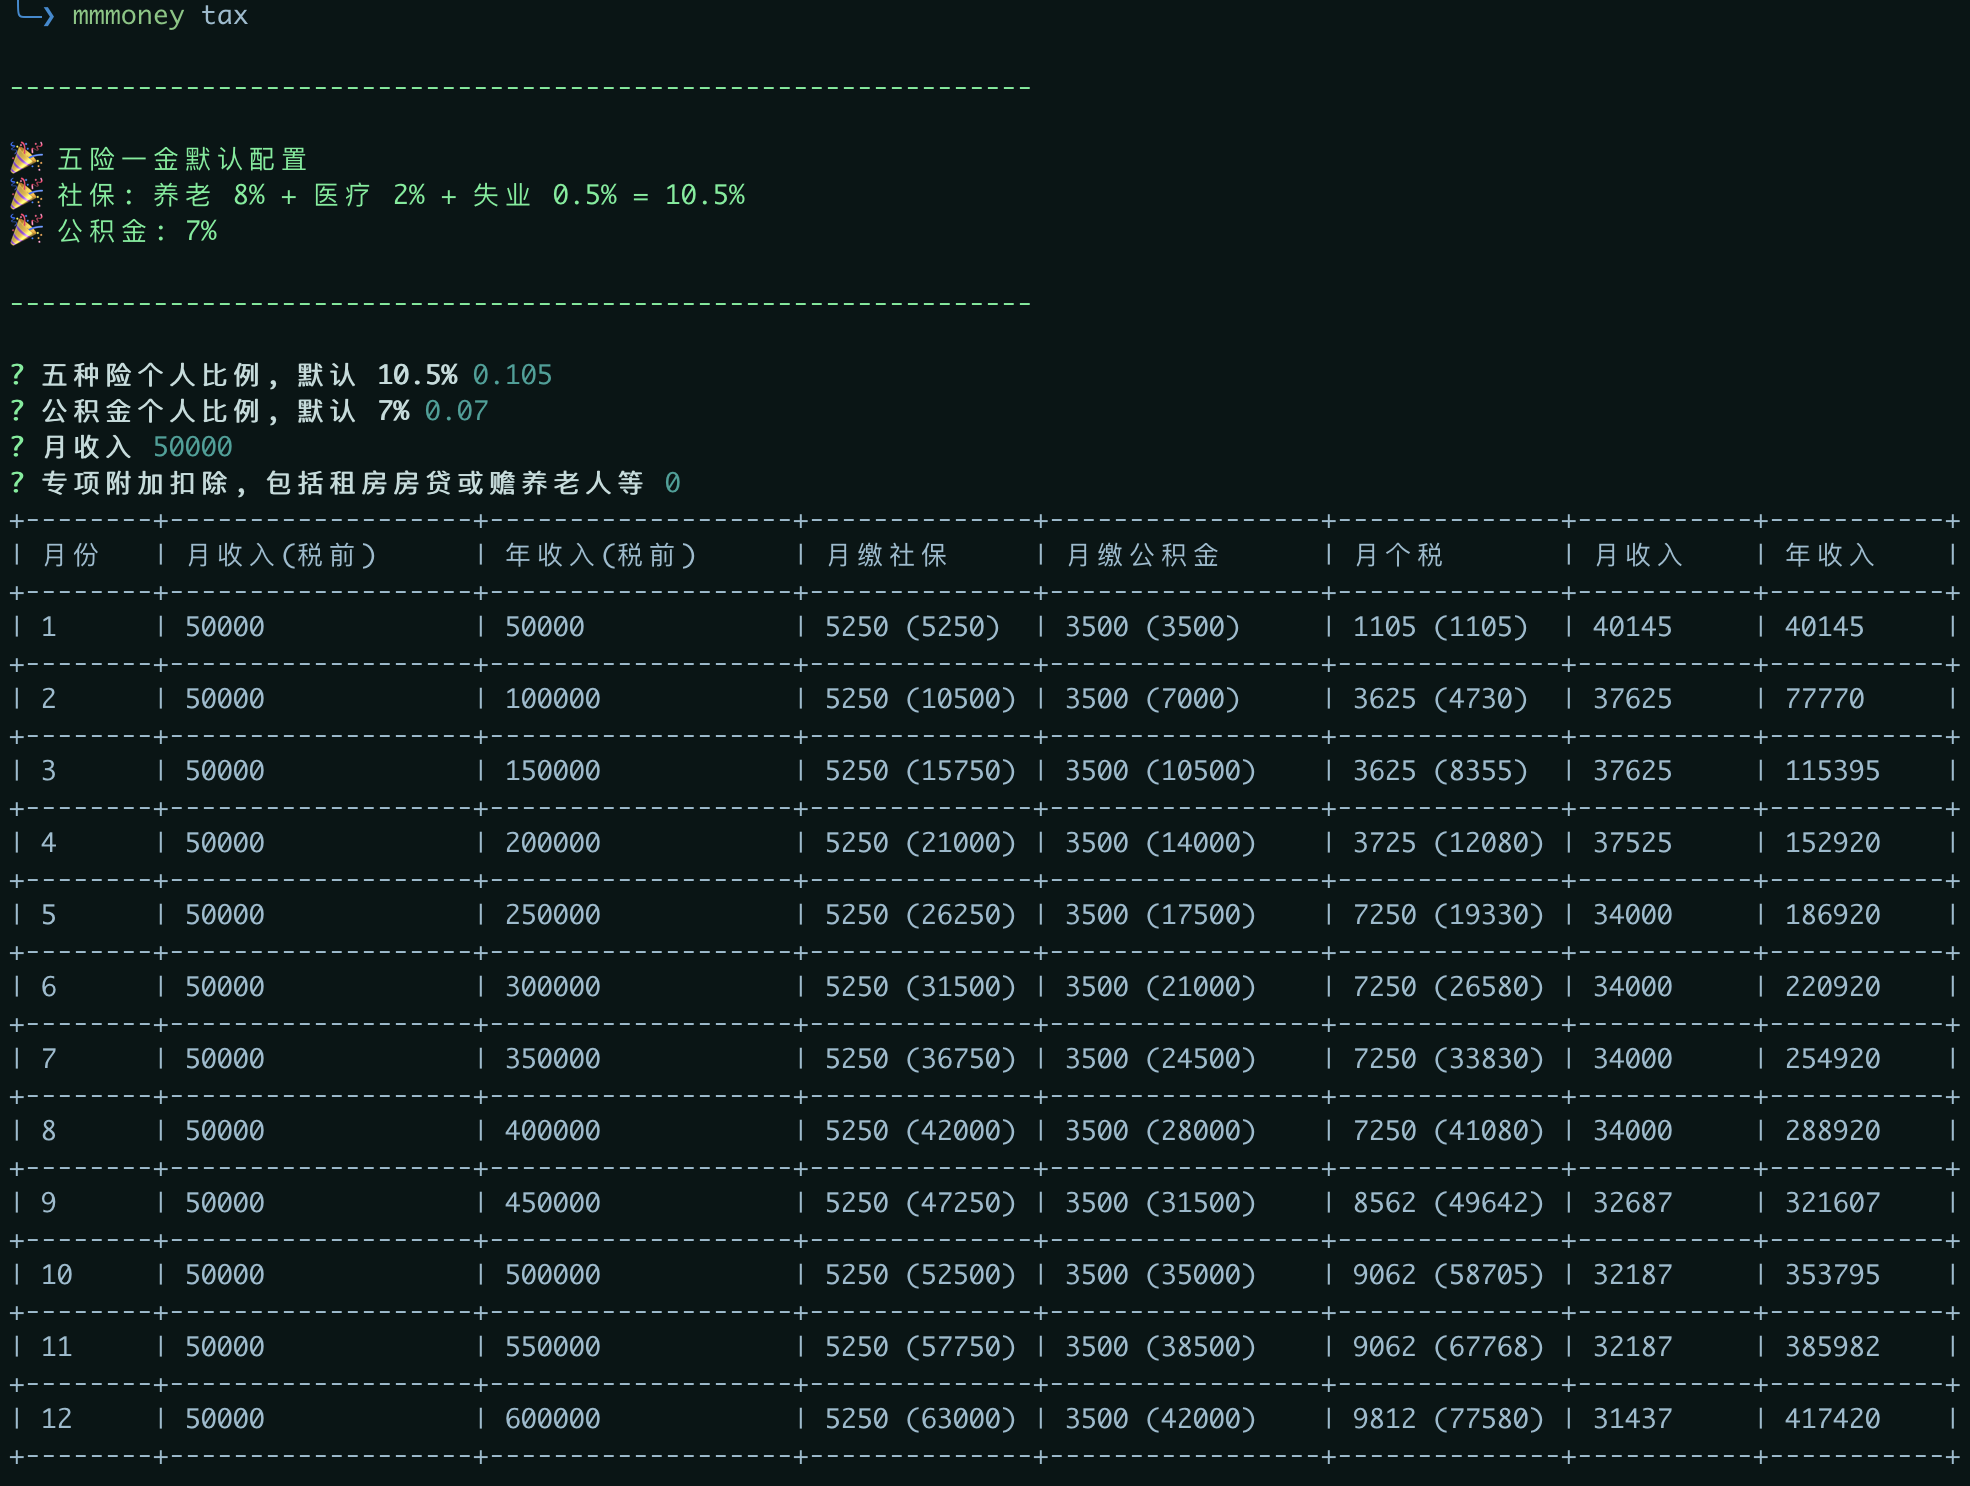 ╰─❯ mmmoney tax
----------------------------------------------------------------
🎉 五险一金默认配置
🎉 社保: 养老 8% + 医疗 2% + 失业 0.5% = 10.5%
🎉 公积金: 7%
----------------------------------------------------------------
? 五种险个人比例, 默认 10.5% 0.105
? 公积金个人比例, 默认 7% 0.07
? 月收入 50000
? 专项附加扣除, 包括租房房贷或赡养老人等 0
| 月份 | 月收入(税前) | 年收入(税前) | 月缴社保 | 月缴公积金 | 月个税 | 月收入 | 年收入 |
| 1 | 50000 | 50000 | 5250 (5250) | 3500 (3500) | 1105 (1105) | 40145 | 40145 |
| 2 | 50000 | 100000 | 5250 (10500) | 3500 (7000) | 3625 (4730) | 37625 | 77770 |
| 3 | 50000 | 150000 | 5250 (15750) | 3500 (10500) | 3625 (8355) | 37625 | 115395 |
| 4 | 50000 | 200000 | 5250 (21000) | 3500 (14000) | 3725 (12080) | 37525 | 152920 |
| 5 | 50000 | 250000 | 5250 (26250) | 3500 (17500) | 7250 (19330) | 34000 | 186920 |
| 6 | 50000 | 300000 | 5250 (31500) | 3500 (21000) | 7250 (26580) | 34000 | 220920 |
| 7 | 50000 | 350000 | 5250 (36750) | 3500 (24500) | 7250 (33830) | 34000 | 254920 |
| 8 | 50000 | 400000 | 5250 (42000) | 3500 (28000) | 7250 (41080) | 34000 | 288920 |
| 9 | 50000 | 450000 | 5250 (47250) | 3500 (31500) | 8562 (49642) | 32687 | 321607 |
| 10 | 50000 | 500000 | 5250 (52500) | 3500 (35000) | 9062 (58705) | 32187 | 353795 |
| 11 | 50000 | 550000 | 5250 (57750) | 3500 (38500) | 9062 (67768) | 32187 | 385982 |
| 12 | 50000 | 600000 | 5250 (63000) | 3500 (42000) | 9812 (77580) | 31437 | 417420 |